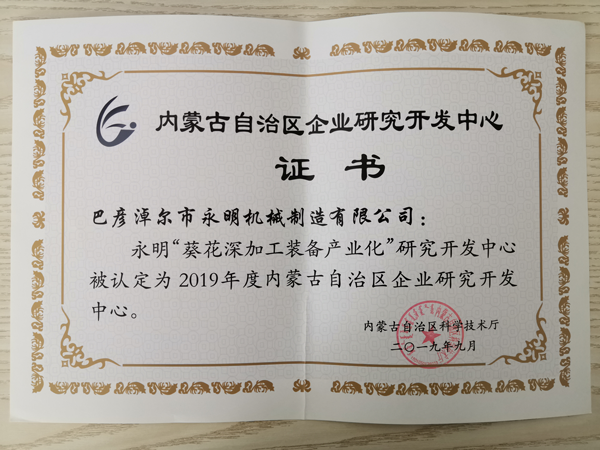 内蒙古自治区企业研究开发中心
证 书
巴彦淖尔市永明机械制造有限公司：
永明“葵花深加工装备产业化”研究开发中心
被认定为2019年度内蒙古自治区企业研究开发
中心。
内蒙古自治区科学技术厅
二〇一九年九月